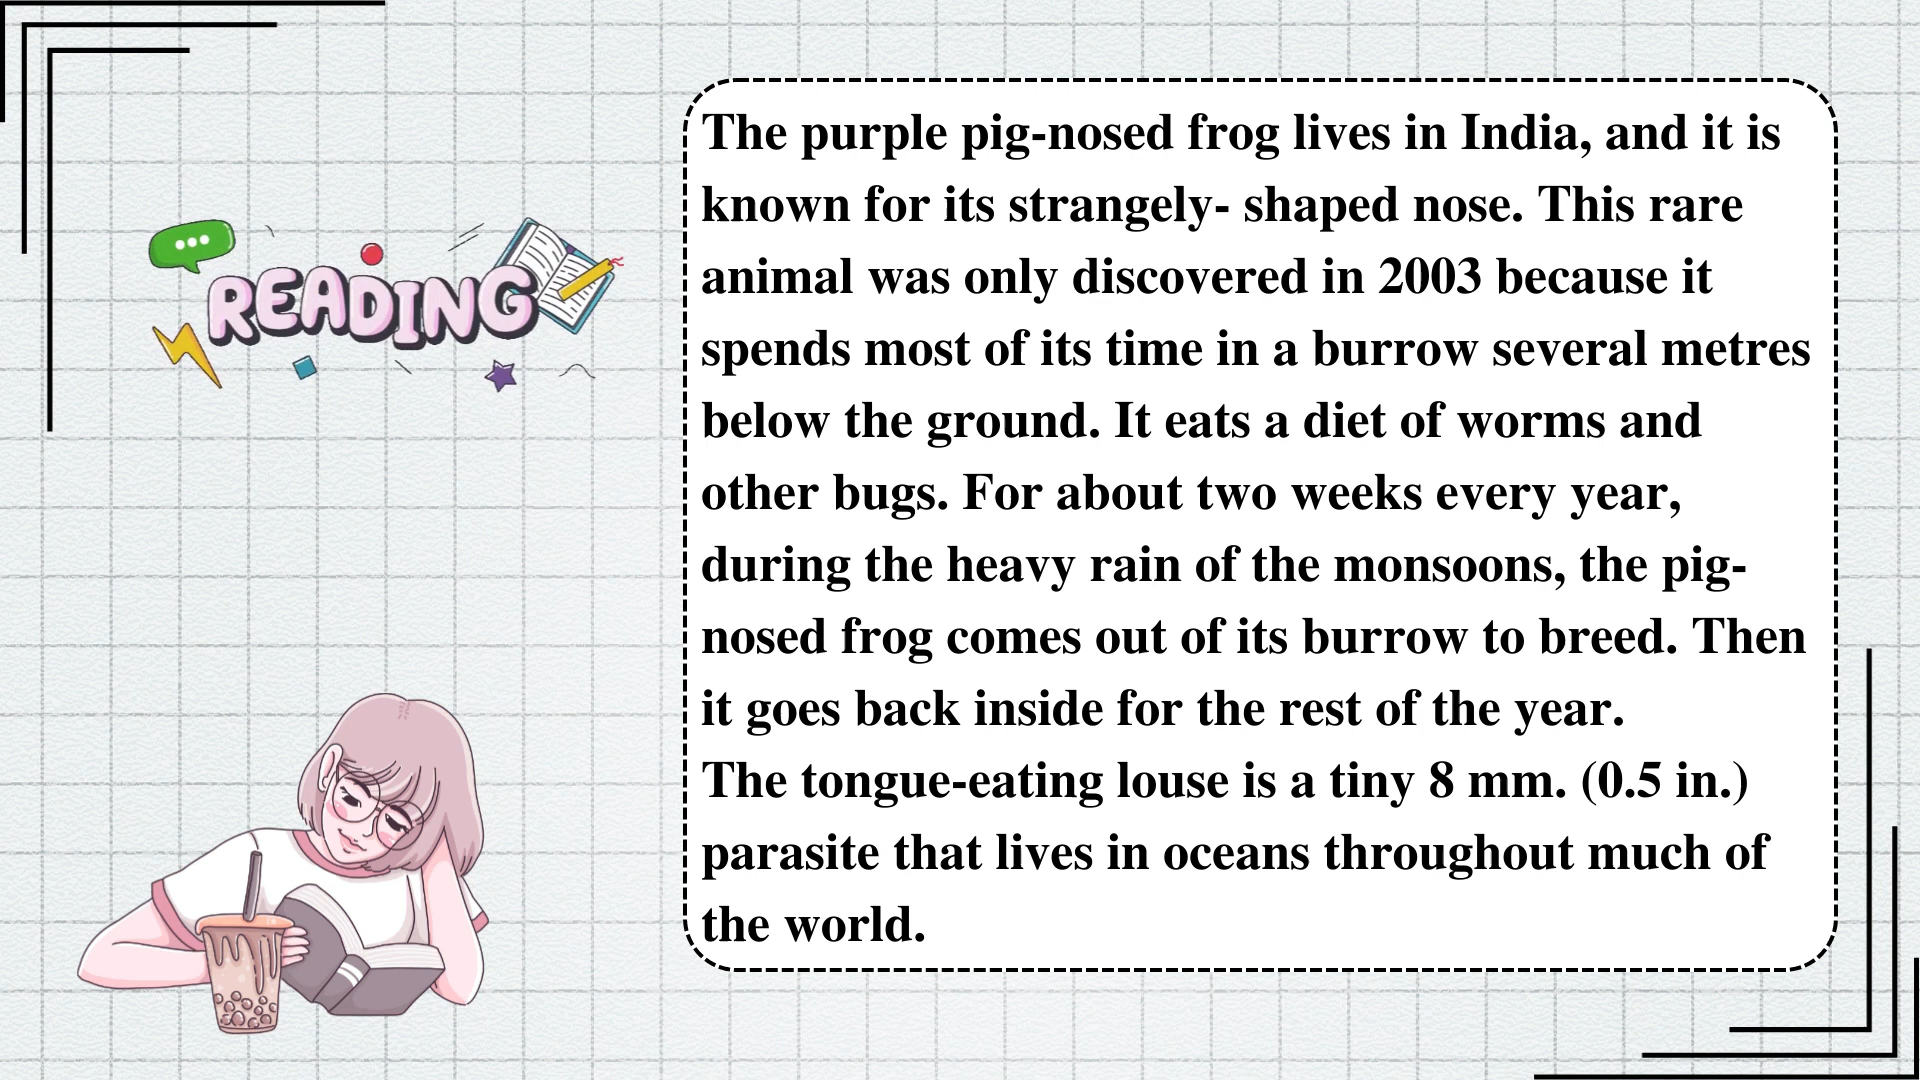 READING
The purple pig-nosed frog lives in India, and it is
known for its strangely- shaped nose. This rare
animal was only discovered in 2003 because it
spends most of its time in a burrow several metres
below the ground. It eats a diet of worms and
other bugs. For about two weeks every year,
during the heavy rain of the monsoons, the pig-
nosed frog comes out of its burrow to breed. Then
it goes back inside for the rest of the year.
The tongue-eating louse is a tiny 8 mm. (0.5 in.)
parasite that lives in oceans throughout much of
the world.